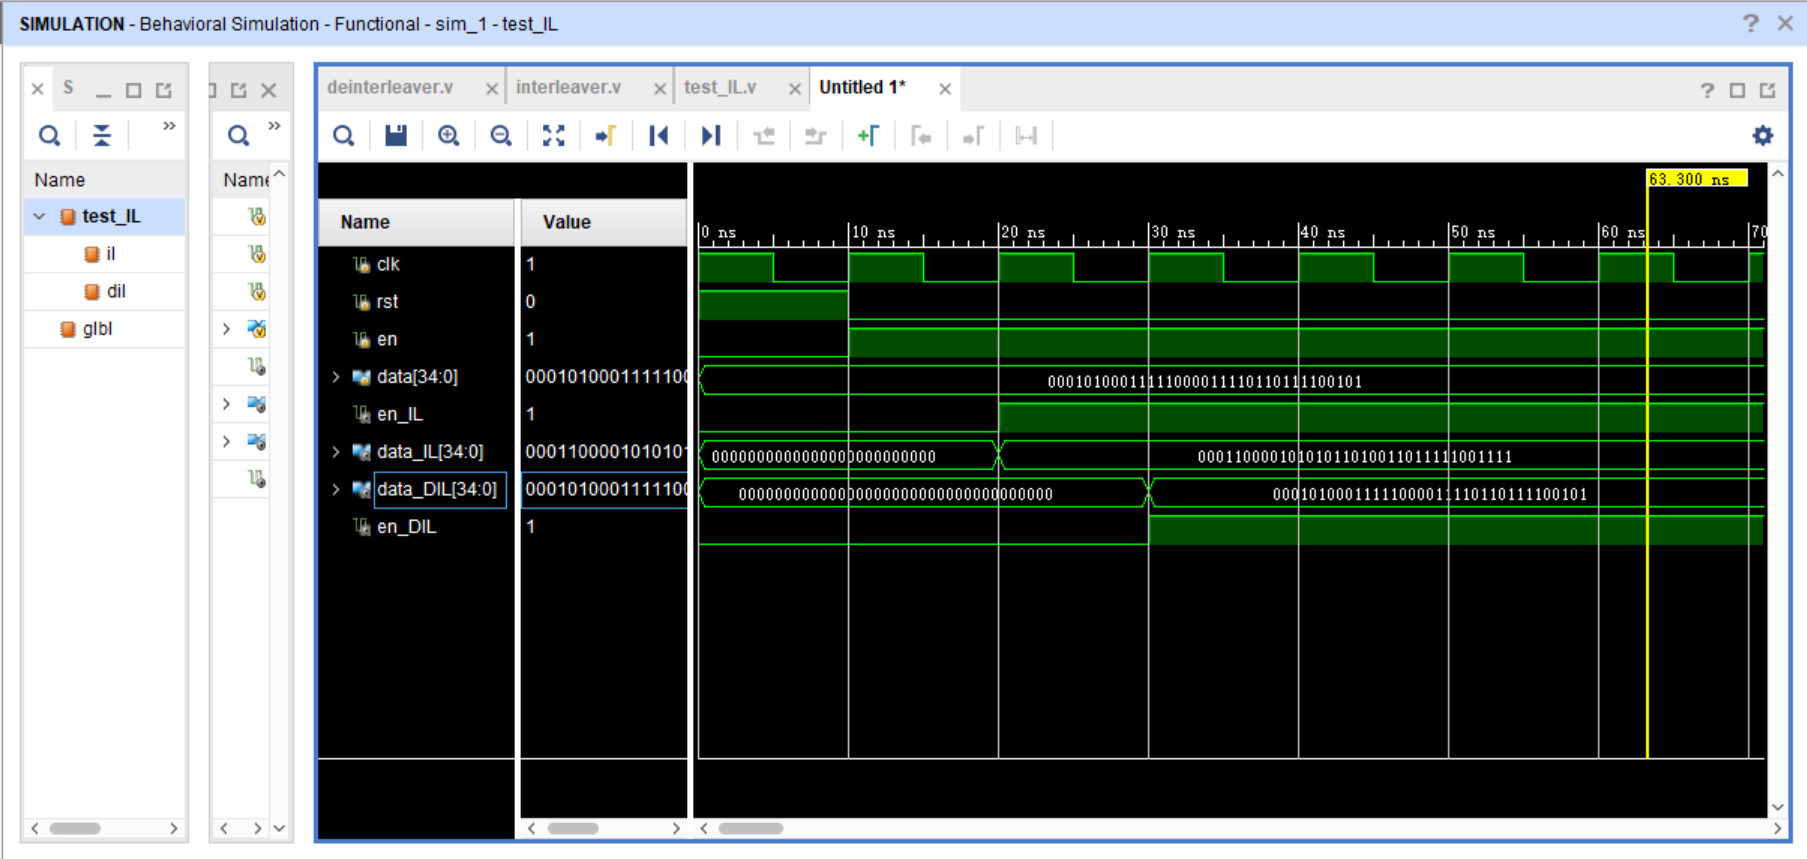 SIMULATION - Behavioral Simulation - Functional - sim_1 - test_IL
S
Name
test_IL
il
dil
glbl
Name
deinterleaver.v
interleaver.v
test_IL.v
Untitled 1*
Name
Value
63.300 ns
0 ns
10 ns
20 ns
30 ns
40 ns
50 ns
60 ns
70
clk
1
rst
0
en
1
data[34:0]
0001010001111100
00010100011111000011110110111100101
en_IL
1
data_IL[34:0]
0001100001010101
0000000000000000000000000
00011000010101011010011011111001111
data_DIL[34:0]
0001010001111100
00000000000000000000000000000000000
00010100011111000011110110111100101
en_DIL
1